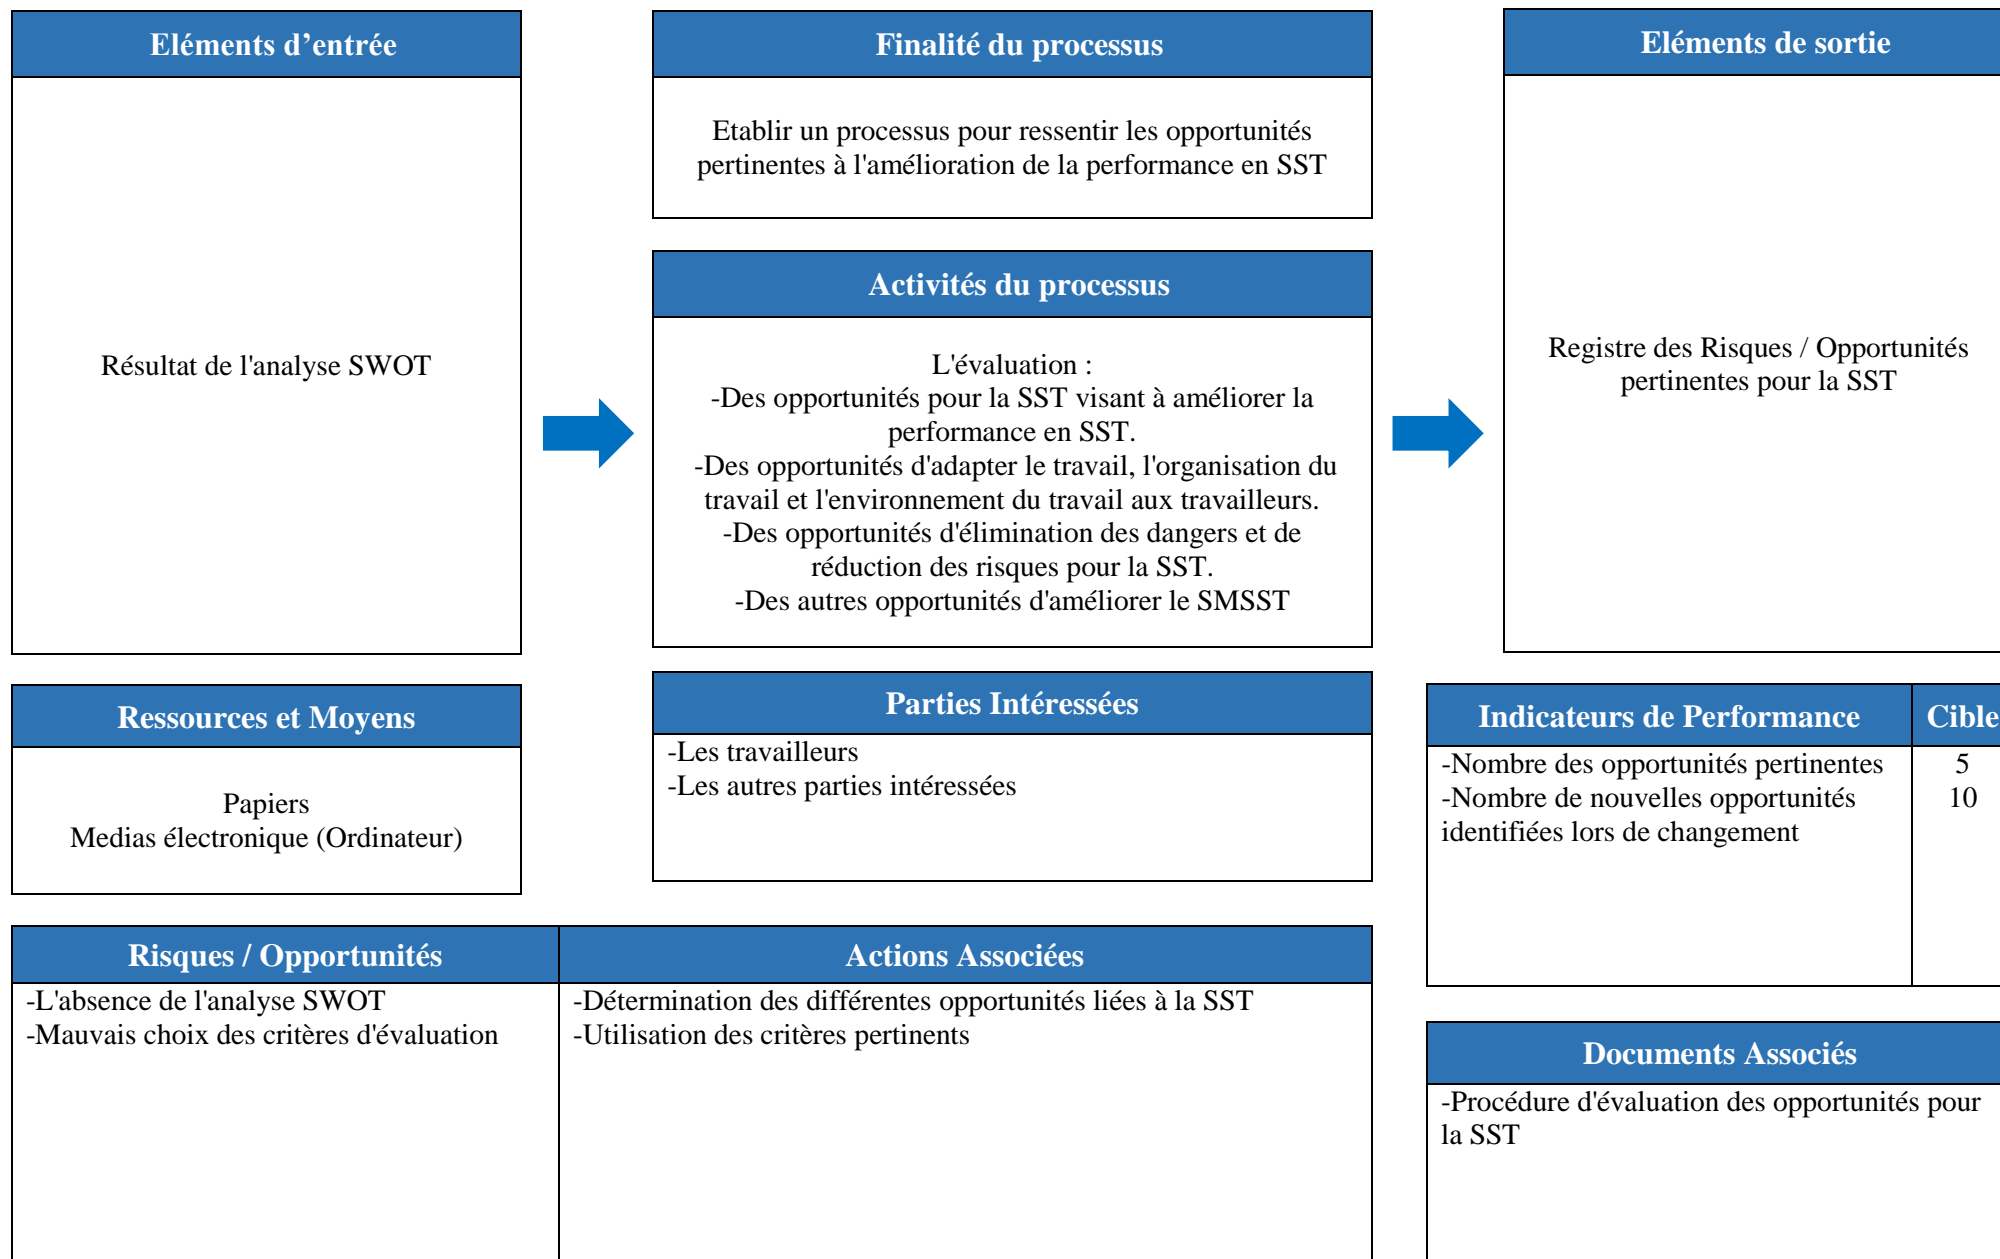 Eléments d’entrée
Résultat de l'analyse SWOT
Finalité du processus
Etablir un processus pour ressentir les opportunités
pertinentes à l'amélioration de la performance en SST
Activités du processus
L'évaluation :
-Des opportunités pour la SST visant à améliorer la
performance en SST.
-Des opportunités d'adapter le travail, l'organisation du
travail et l'environnement du travail aux travailleurs.
-Des opportunités d'élimination des dangers et de
réduction des risques pour la SST.
-Des autres opportunités d'améliorer le SMSST
Eléments de sortie
Registre des Risques / Opportunités
pertinentes pour la SST
Ressources et Moyens
Papiers
Medias électronique (Ordinateur)
Parties Intéressées
-Les travailleurs
-Les autres parties intéressées
Indicateurs de Performance Cible
-Nombre des opportunités pertinentes 5
-Nombre de nouvelles opportunités 10
identifiées lors de changement
Risques / Opportunités Actions Associées
-L'absence de l'analyse SWOT -Détermination des différentes opportunités liées à la SST
-Mauvais choix des critères d'évaluation -Utilisation des critères pertinents
Documents Associés
-Procédure d'évaluation des opportunités pour
la SST